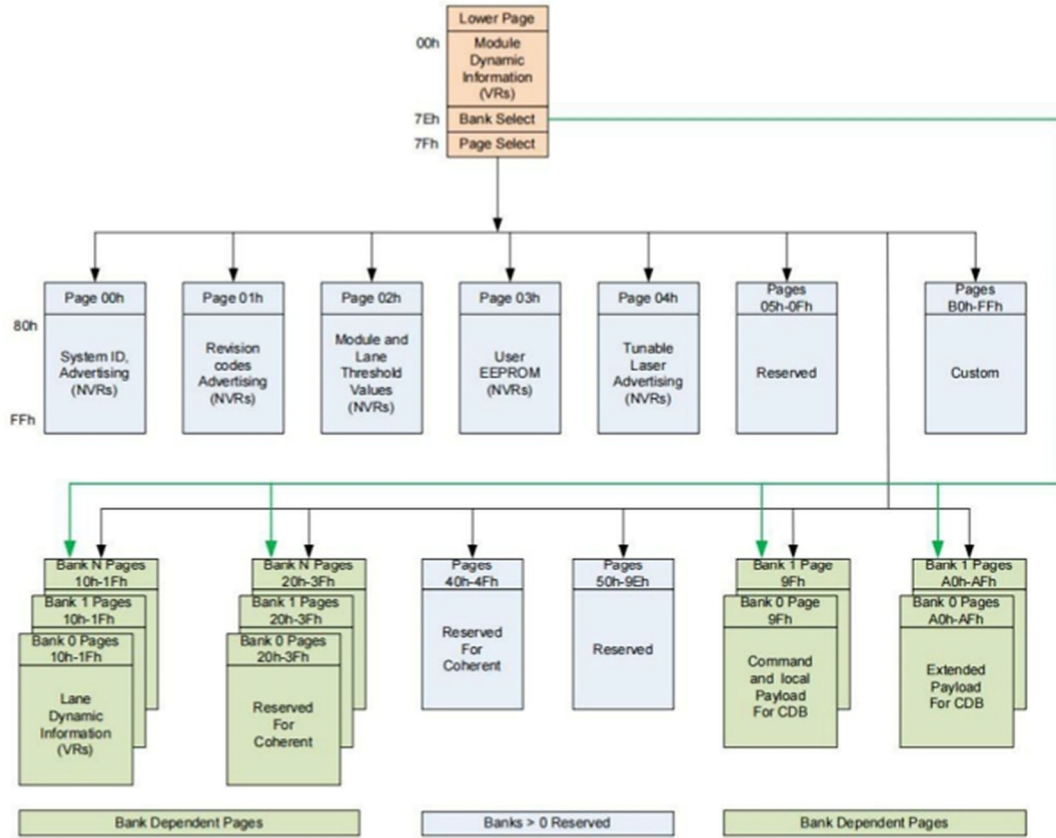 Lower Page
00h
Module
Dynamic
Information
(VRs)
7Eh
Bank Select
7Fh
Page Select
Page 00h
Page 01h
Page 02h
Page 03h
Page 04h
Pages
05h-0Fh
Pages
B0h-FFh
80h
FFh
System ID,
Advertising
(NVRs)
Revision
codes
Advertising
(NVRs)
Module and
Lane
Threshold
Values
(NVRs)
User
EEPROM
(NVRs)
Tunable
Laser
Advertising
(NVRs)
Reserved
Custom
Bank N Pages
10h-1Fh
Bank 1 Pages
10h-1Fh
Bank 0 Pages
10h-1Fh
Lane
Dynamic
Information
(VRs)
Bank N Pages
20h-3Fh
Bank 1 Pages
20h-3Fh
Bank 0 Pages
20h-3Fh
Reserved
For
Coherent
Pages
40h-4Fh
Reserved
For
Coherent
Pages
50h-9Eh
Reserved
Bank 1 Page
9Fh
Bank 0 Page
9Fh
Command
and local
Payload
For CDB
Bank 1 Pages
A0h-AFh
Bank 0 Pages
A0h-AFh
Extended
Payload
For CDB
Bank Dependent Pages
Banks > 0 Reserved
Bank Dependent Pages